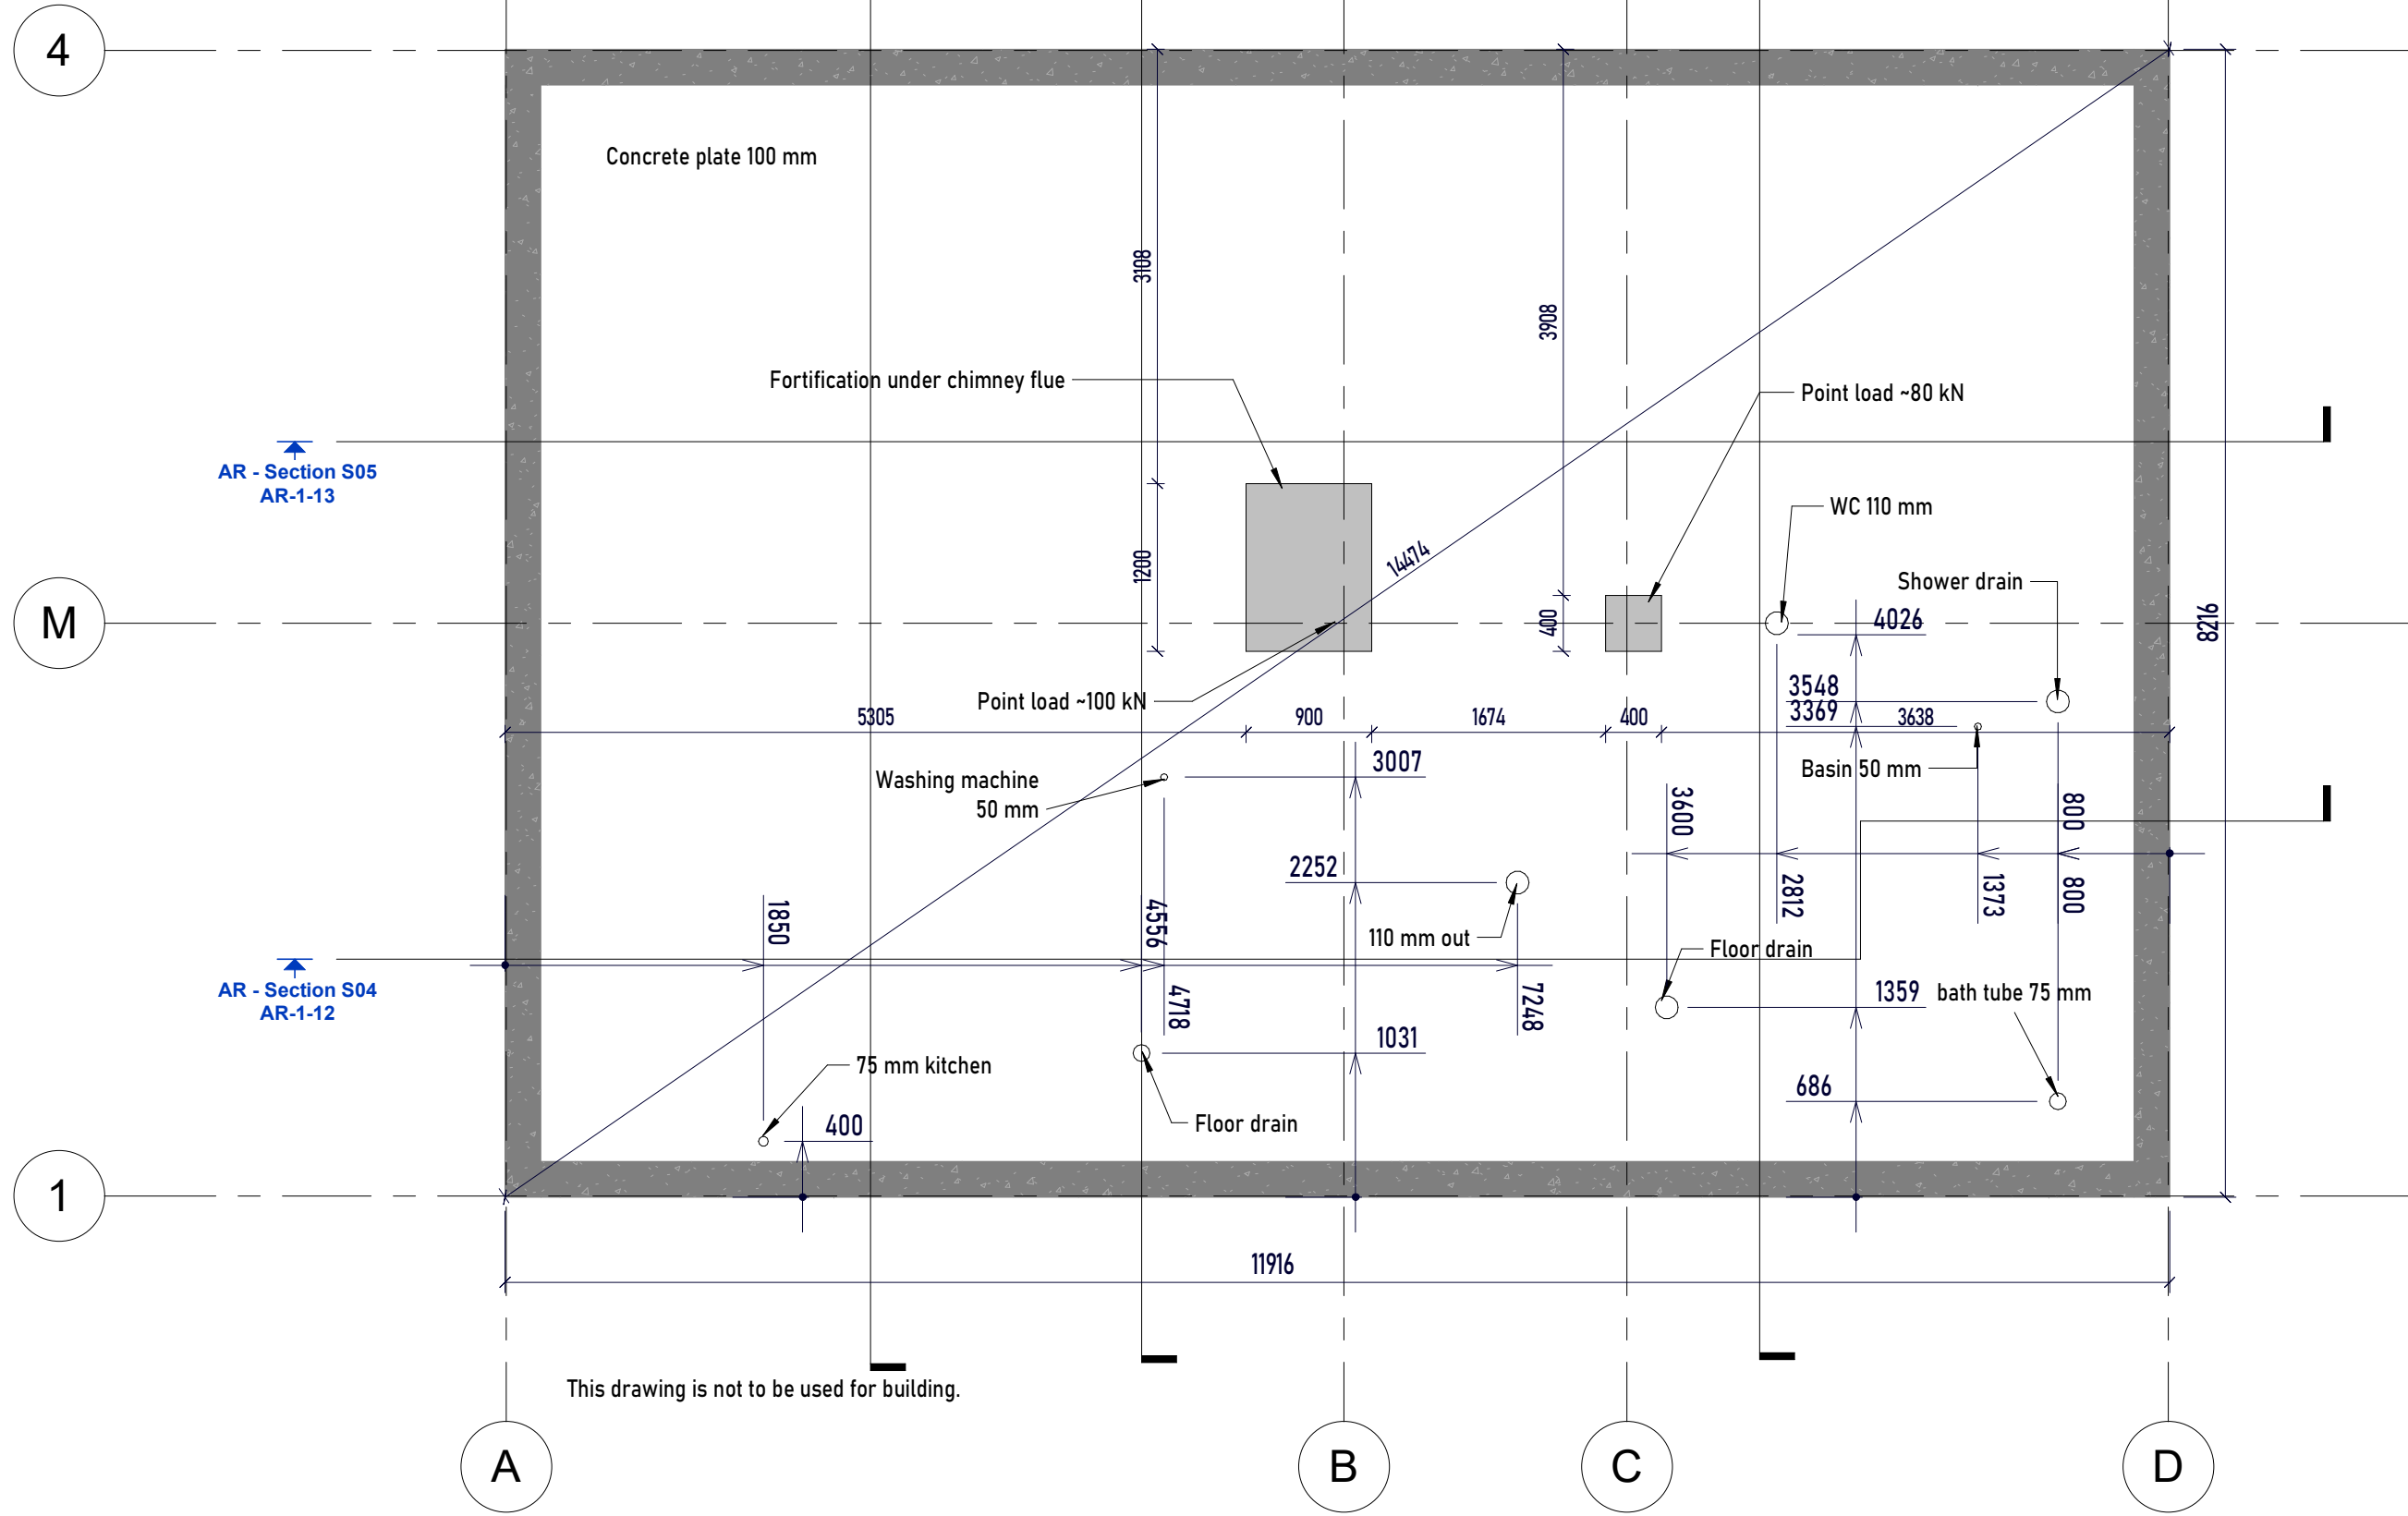 4
Concrete plate 100 mm
3108
3908
Fortification under chimney flue
Point load ~80 kN
AR - Section S05
AR-1-13
WC 110 mm
1200
14474
Shower drain
M
400
4026
8216
Point load ~100 kN
3548
5305
900
1674
400
3369
3638
Washing machine
50 mm
3007
Basin 50 mm
3600
800
2252
1850
4556
2812
1373
800
110 mm out
Floor drain
AR - Section S04
AR-1-12
4718
7248
1359
bath tube 75 mm
1031
75 mm kitchen
686
400
Floor drain
1
11916
This drawing is not to be used for building.
A
B
C
D